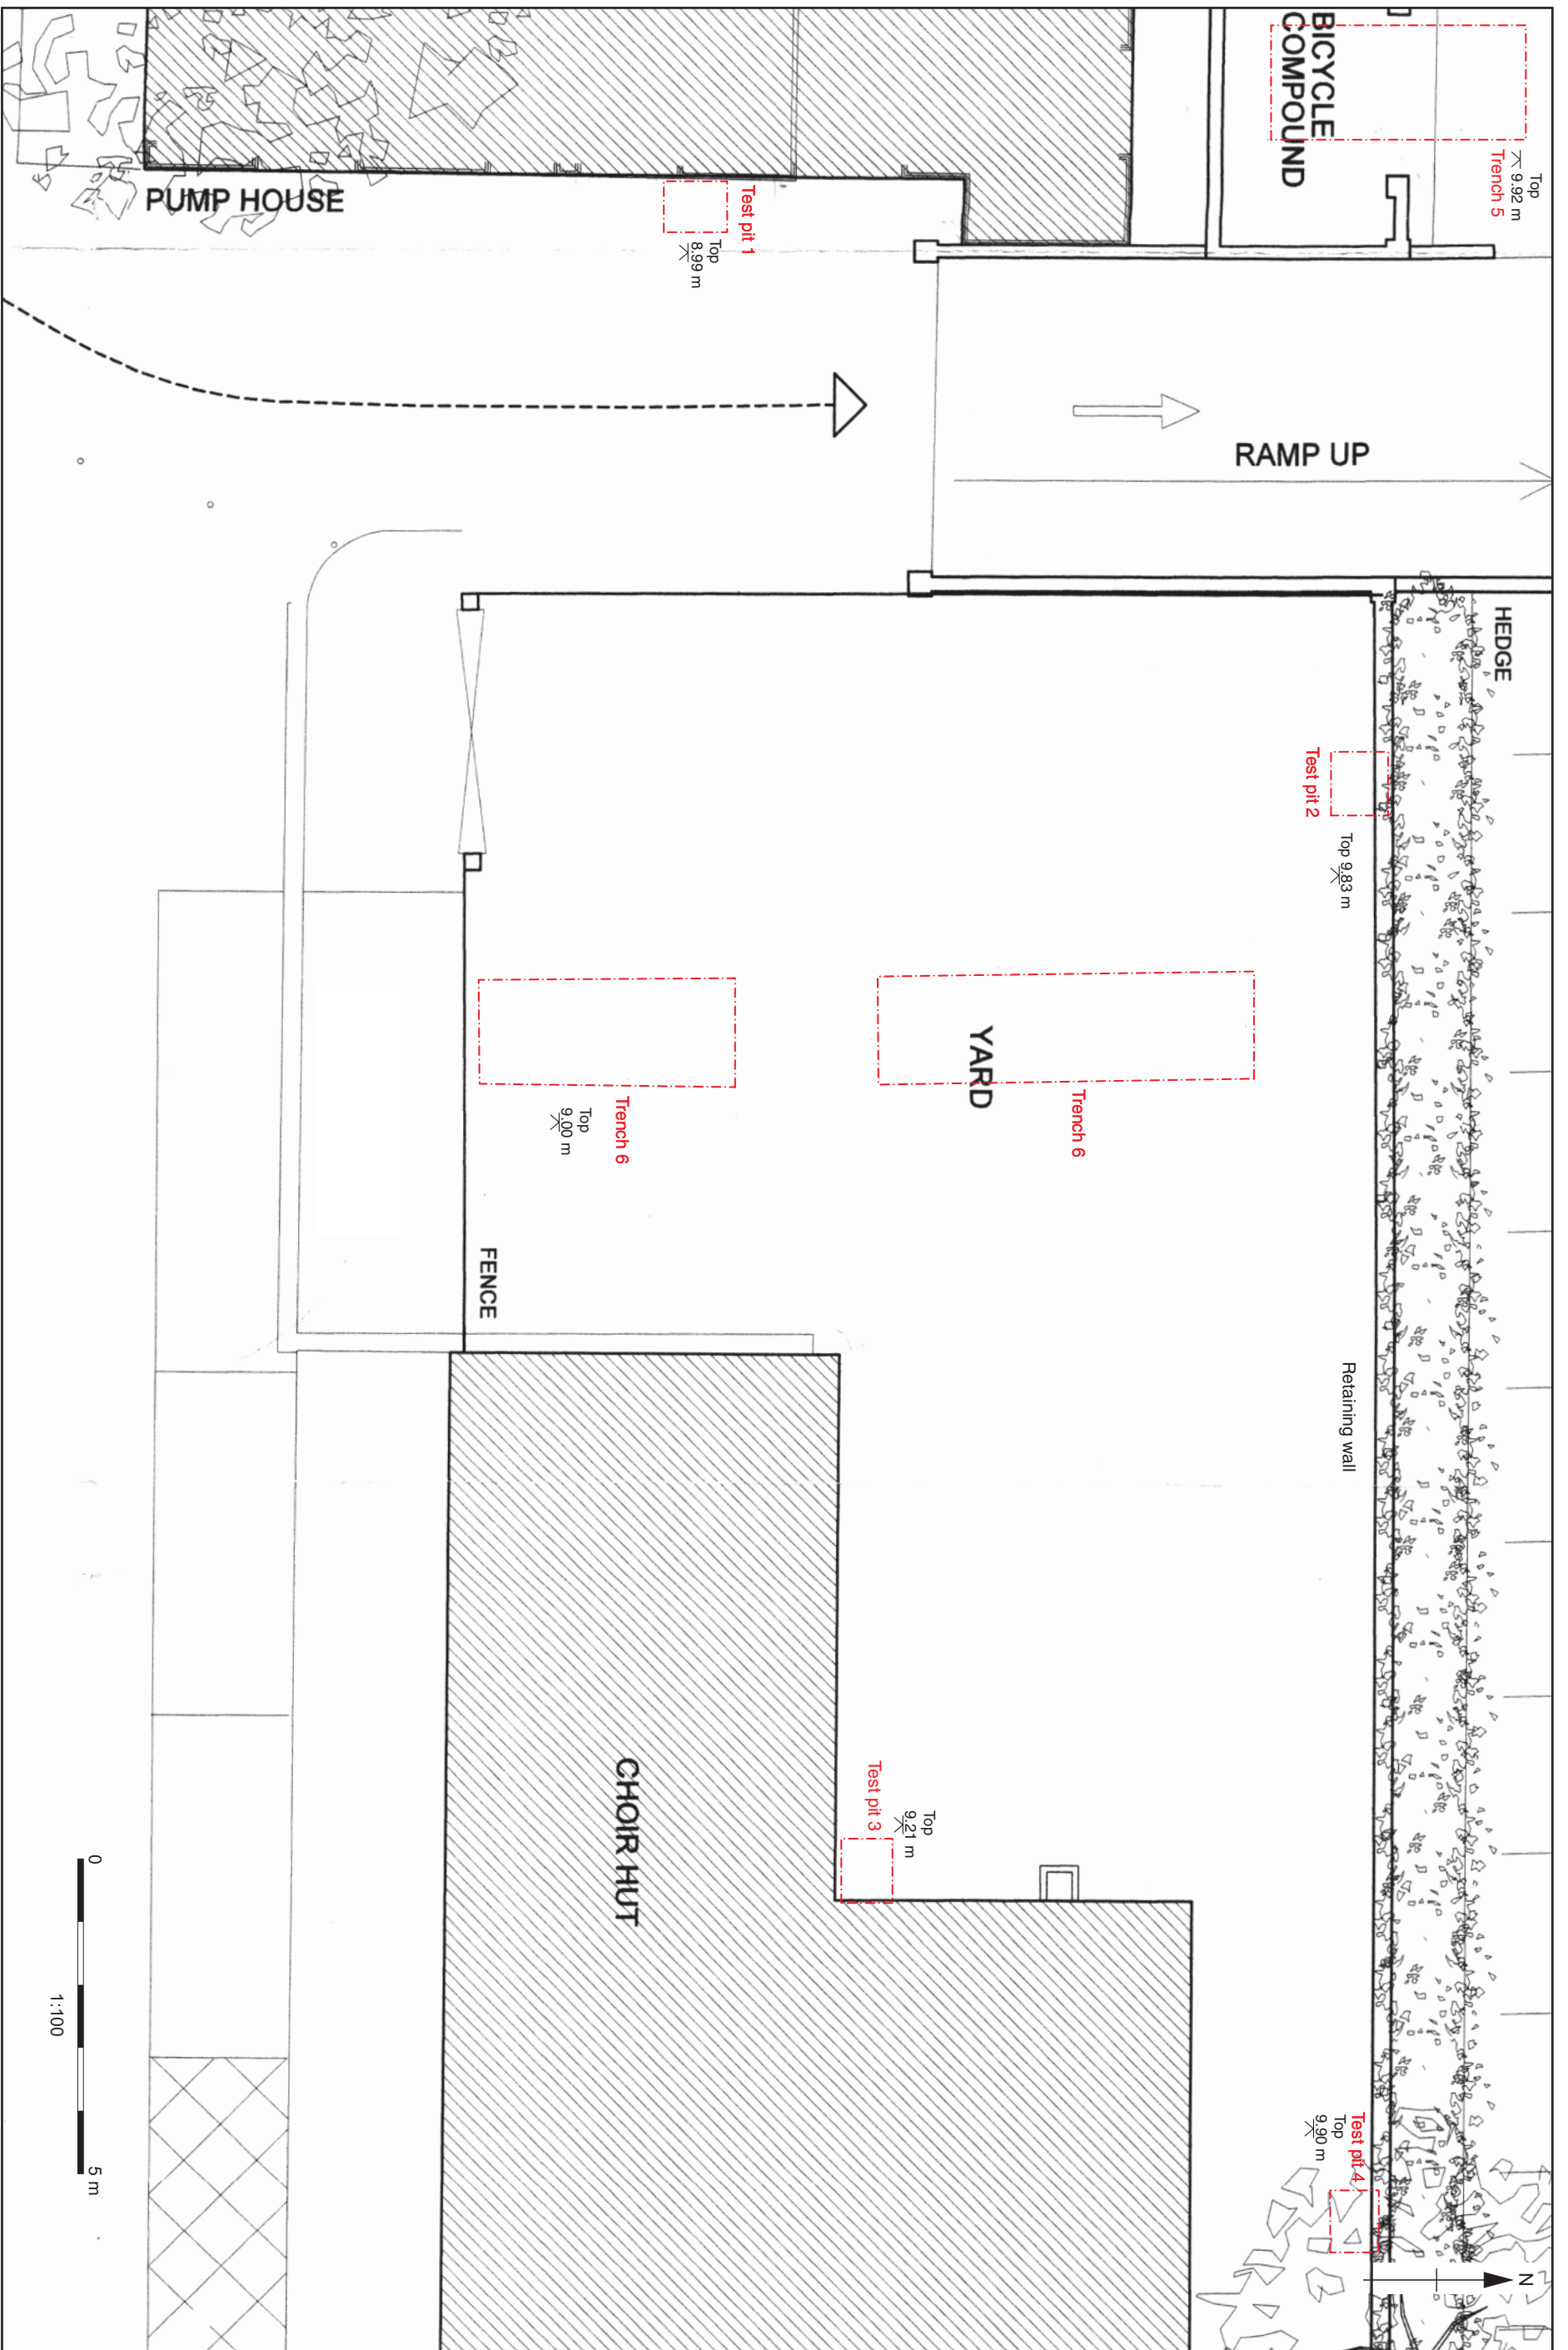 BICYCLE
COMPOUND
Top
9.92 m
Trench 5
PUMP HOUSE
Test pit 1
Top
8.99 m
RAMP UP
HEDGE
Test pit 2
Top 9.83 m
YARD
Trench 6
Trench 6
Top
9.00 m
FENCE
Retaining wall
CHOIR HUT
Test pit 3
Top
9.21 m
Test pit 4
Top
9.90 m
N
0
5 m
1:100